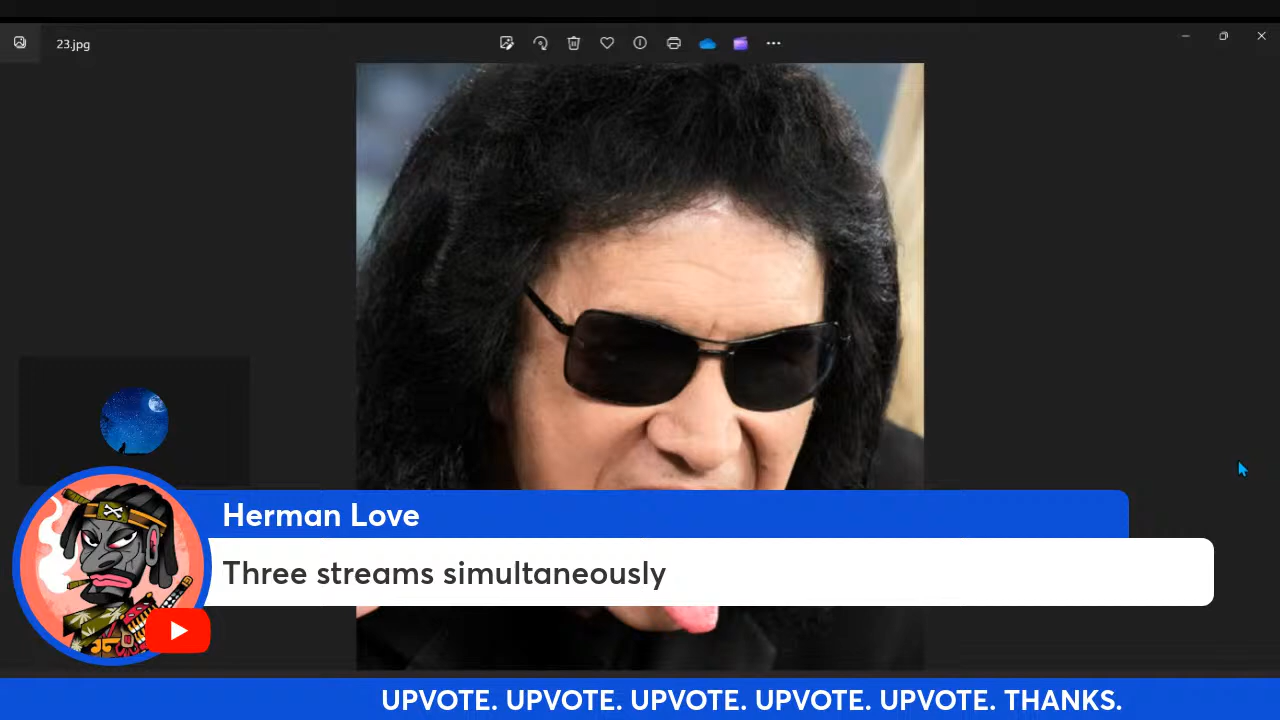 23.jpg
Herman Love
Three streams simultaneously
UPVOTE. UPVOTE. UPVOTE. UPVOTE. UPVOTE. THANKS.